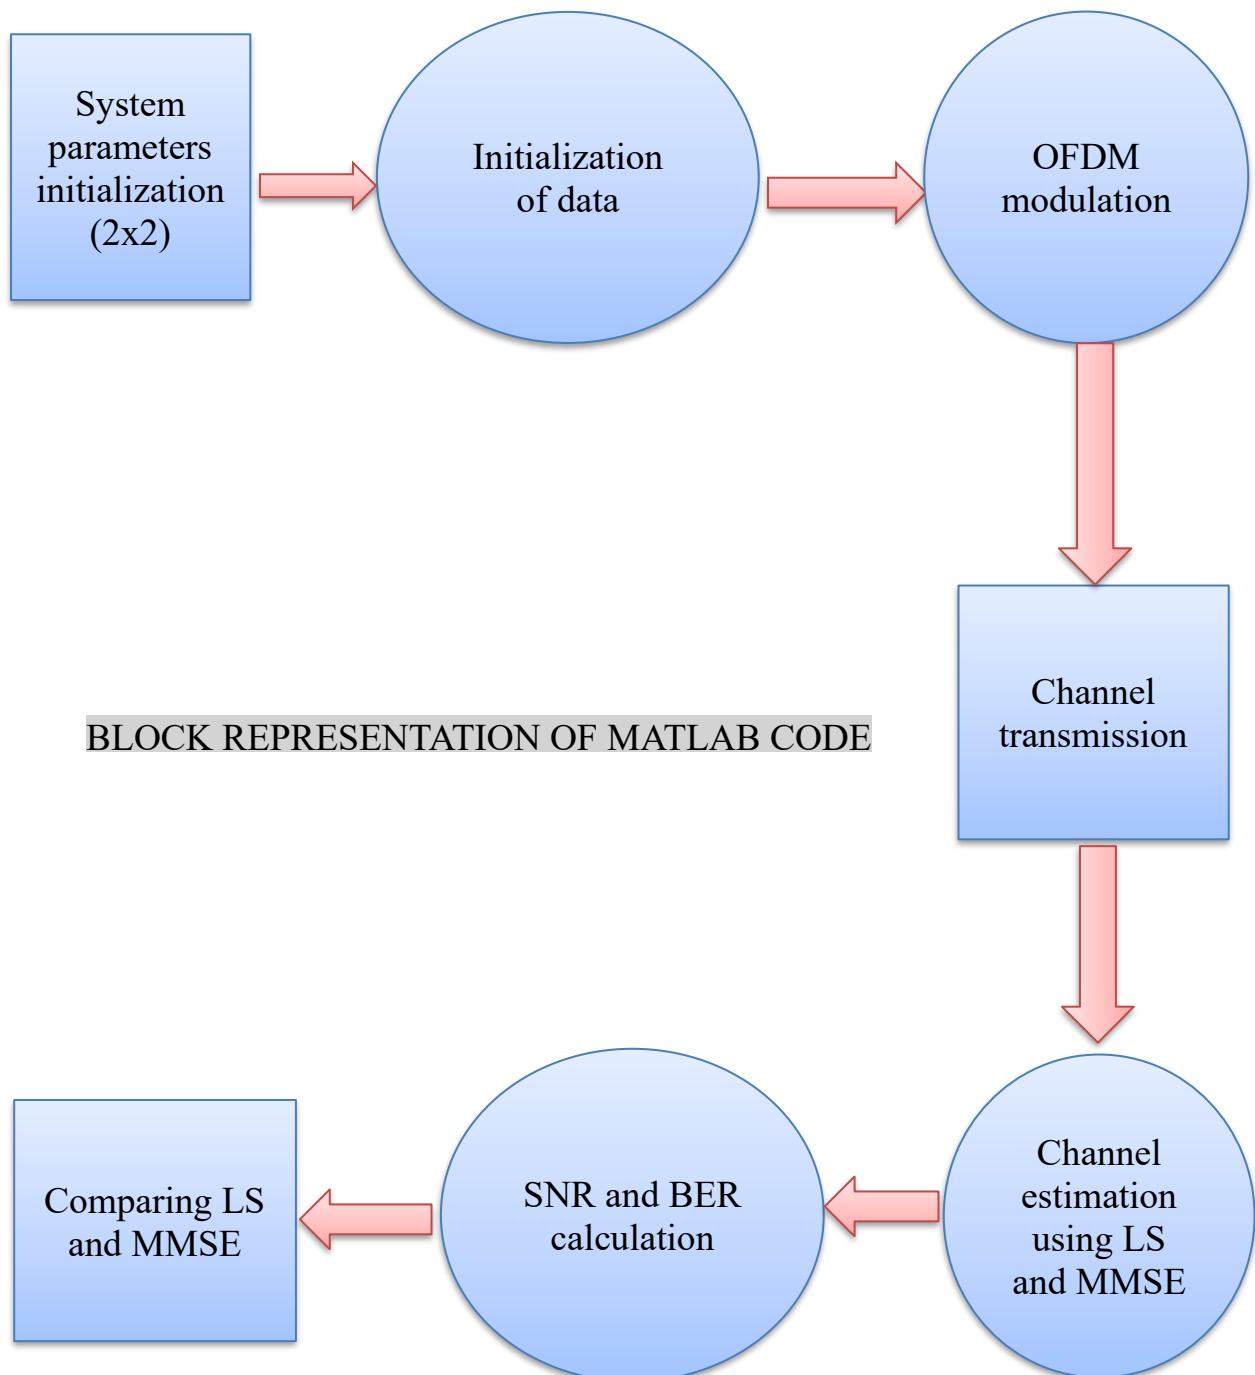 System
parameters
initialization
(2x2)
Initialization
of data
OFDM
modulation
Channel
transmission
BLOCK REPRESENTATION OF MATLAB CODE
Channel
estimation
using LS
and MMSE
SNR and BER
calculation
Comparing LS
and MMSE